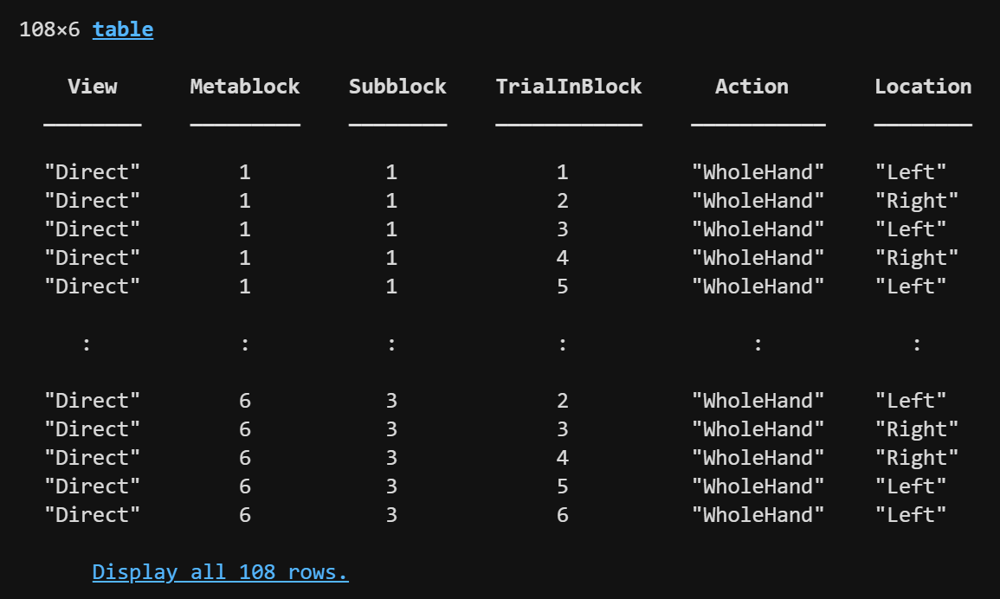 108×6 table
View Metablock Subblock TrialInBlock Action Location
"Direct" 1 1 1 "WholeHand" "Left"
"Direct" 1 1 2 "WholeHand" "Right"
"Direct" 1 1 3 "WholeHand" "Left"
"Direct" 1 1 4 "WholeHand" "Right"
"Direct" 1 1 5 "WholeHand" "Left"
: : : : : :
"Direct" 6 3 2 "WholeHand" "Left"
"Direct" 6 3 3 "WholeHand" "Right"
"Direct" 6 3 4 "WholeHand" "Right"
"Direct" 6 3 5 "WholeHand" "Left"
"Direct" 6 3 6 "WholeHand" "Left"
Display all 108 rows.